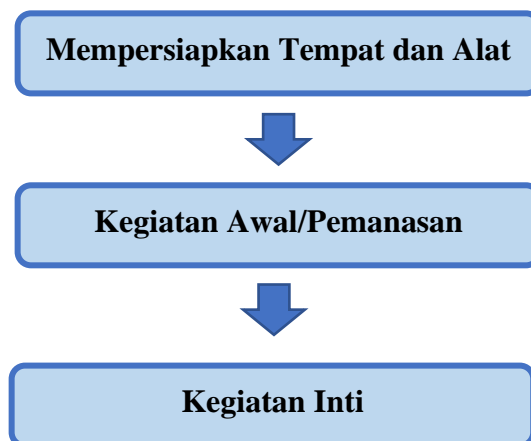 Mempersiapkan Tempat dan Alat
Kegiatan Awal/Pemanasan
Kegiatan Inti